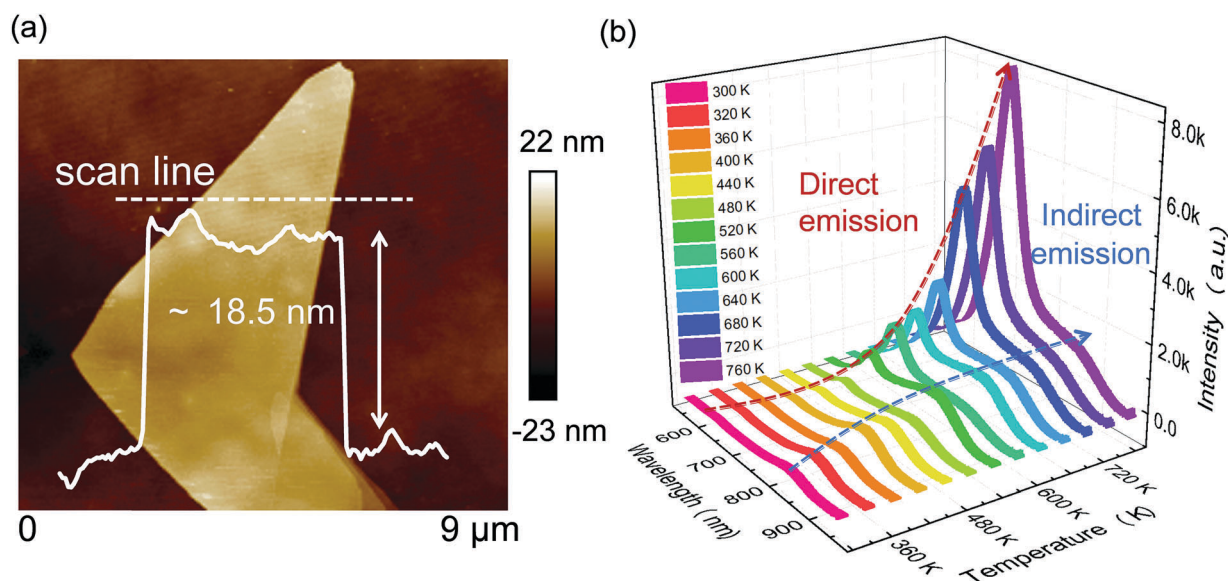 (a)
scan line
~ 18.5 nm
22 nm
-23 nm
0
9 μm
(b)
300 K
320 K
360 K
400 K
440 K
480 K
520 K
560 K
600 K
640 K
680 K
720 K
760 K
Direct
emission
Indirect
emission
8.0k
6.0k
4.0k
2.0k
0.0
Intensity (a.u.)
600
700
800
900
Wavelength (nm)
360 K
480 K
600 K
720 K
Temperature (K)